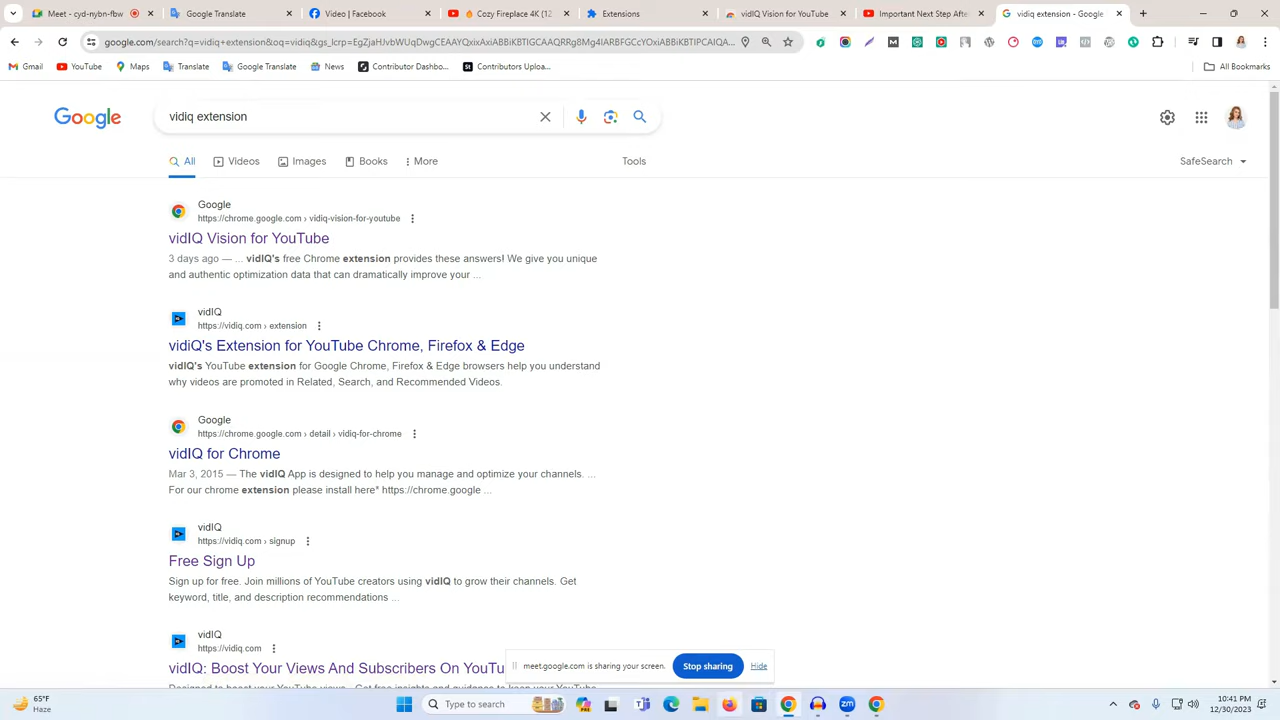 Meet - cyd-nybn-fbw
Google Translate
Video | Facebook
Cozy Fireplace 4K (12
Extensions
vidIQ Vision for YouTube
Important Next Step Afte
vidiq extension - Google
google.com/search?q=vidiq+extension&oq=vidiq&gs_lcrp=EgZjaHJvbWUqDwgCEAAYQxixAxiABBiKBTIGCAAQRRg8Mg4IARBFGCcYOxiABBiKBTIPCAIQA...
Gmail
YouTube
Maps
Translate
Google Translate
News
Contributor Dashbo...
Contributors Uploa...
All Bookmarks
Google
vidiq extension
All
Videos
Images
Books
More
Tools
SafeSearch
Google
https://chrome.google.com › vidiq-vision-for-youtube
vidIQ Vision for YouTube
3 days ago — ... vidIQ's free Chrome extension provides these answers! We give you unique
and authentic optimization data that can dramatically improve your ...
vidIQ
https://vidiq.com › extension
vidiQ's Extension for YouTube Chrome, Firefox & Edge
vidIQ's YouTube extension for Google Chrome, Firefox & Edge browsers help you understand
why videos are promoted in Related, Search, and Recommended Videos.
Google
https://chrome.google.com › detail › vidiq-for-chrome
vidIQ for Chrome
Mar 3, 2015 — The vidIQ App is designed to help you manage and optimize your channels. ...
For our chrome extension please install here* https://chrome.google ...
vidIQ
https://vidiq.com › signup
Free Sign Up
Sign up for free. Join millions of YouTube creators using vidIQ to grow their channels. Get
keyword, title, and description recommendations ...
vidIQ
https://vidiq.com
vidIQ: Boost Your Views And Subscribers On YouTu
meet.google.com is sharing your screen.
Stop sharing
Hide
65°F
Haze
Type to search
10:41 PM
12/30/2023